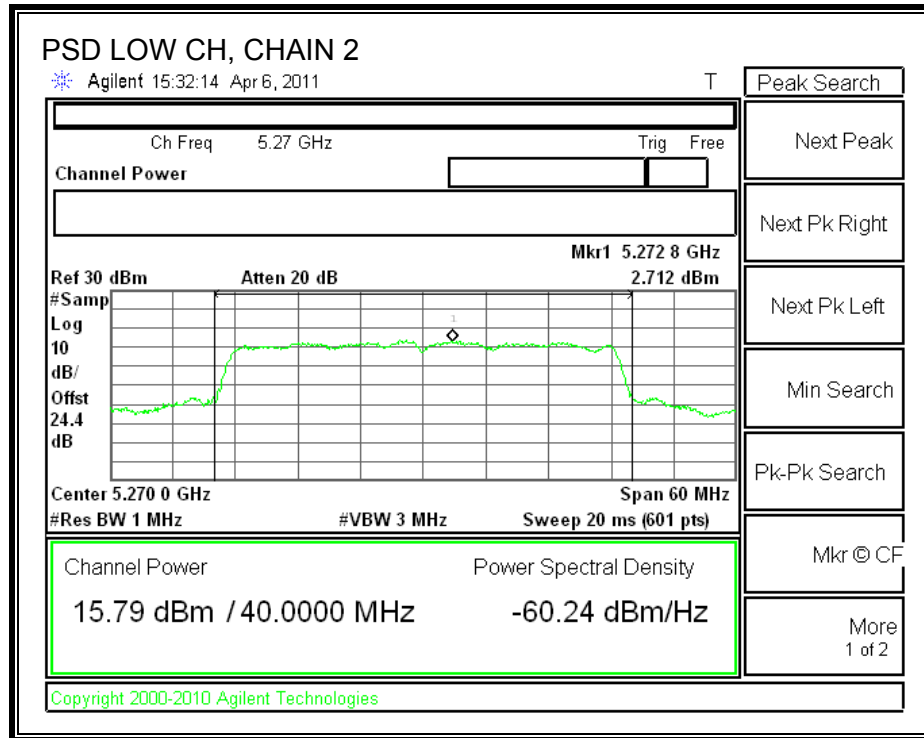 PSD LOW CH, CHAIN 2
Agilent 15:32:14 Apr 6, 2011 T
Peak Search
Ch Freq 5.27 GHz Trig Free
Channel Power
Mkr1 5.272 8 GHz
Ref 30 dBm Atten 20 dB 2.712 dBm
#Samp
Log
10
dB/
Offst
24.4
dB
1
Center 5.270 0 GHz Span 60 MHz
#Res BW 1 MHz #VBW 3 MHz Sweep 20 ms (601 pts)
Channel Power Power Spectral Density
15.79 dBm / 40.0000 MHz -60.24 dBm/Hz
Next Peak
Next Pk Right
Next Pk Left
Min Search
Pk-Pk Search
Mkr © CF
More
1 of 2
Copyright 2000-2010 Agilent Technologies